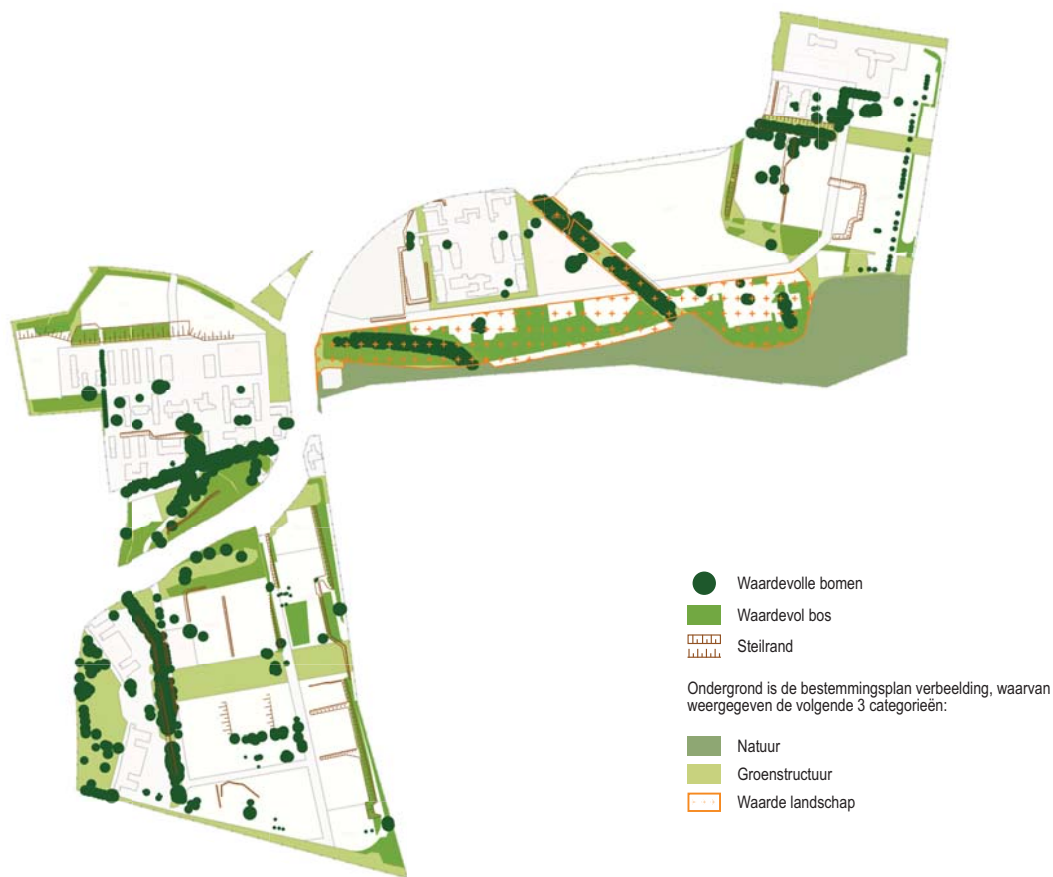 Waardevolle bomen
Waardevol bos
Steilrand
Ondergrond is de bestemmingsplan verbeelding, waarvan
weergegeven de volgende 3 categorieën:
Natuur
Groenstructuur
Waarde landschap